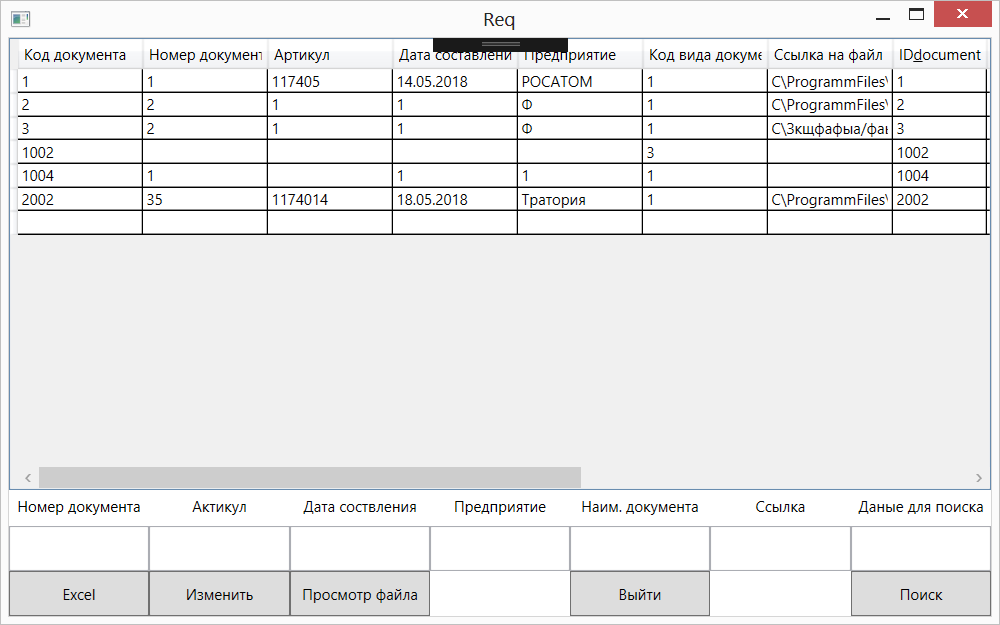 Req
Код документа Номер документ Артикул Дата составлени Предприятие Код вида докуме Ссылка на файл IDdocument
1 1 117405 14.05.2018 РОСАТОМ 1 C\ProgrammFiles\ 1
2 2 1 1 Ф 1 C\ProgrammFiles\ 2
3 2 1 1 Ф 1 C\Зкщфафыа/фаы 3
1002 3 1002
1004 1 1 1 1 1004
2002 35 1174014 18.05.2018 Тратория 1 C\ProgrammFiles\ 2002
Номер документа Актикул Дата соствления Предприятие Наим. документа Ссылка Даные для поиска
Excel Изменить Просмотр файла Выйти Поиск